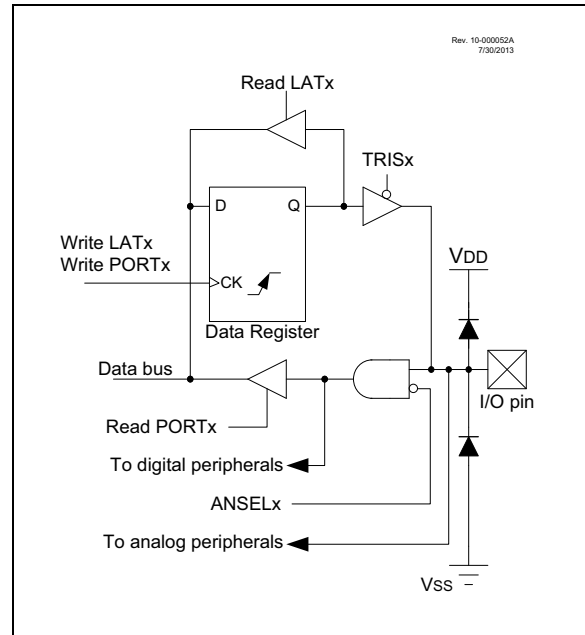 Rev. 10-000052A
7/30/2013
Read LATx
TRISx
D
Q
Write LATx
Write PORTx
CK
VDD
Data Register
Data bus
I/O pin
Read PORTx
To digital peripherals
ANSELx
To analog peripherals
Vss